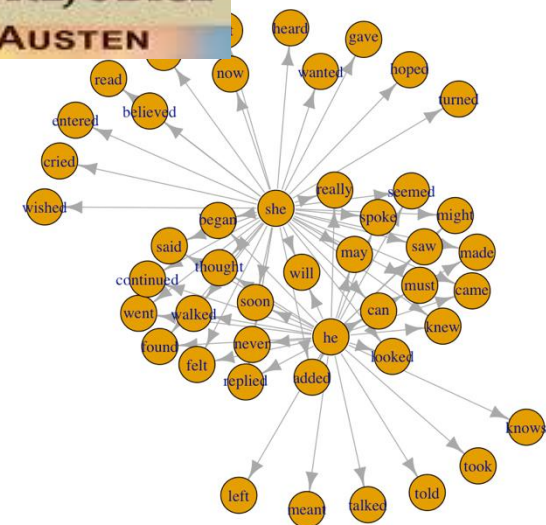 AUSTEN
heard
gave
now
wanted
hoped
read
believed
turned
entered
cried
really
seemed
wished
she
began
spoke
might
said
thought
may
saw
made
continued
will
must
came
went
walked
soon
can
knew
found
never
he
felt
replied
added
looked
knows
left
meant
talked
told
took